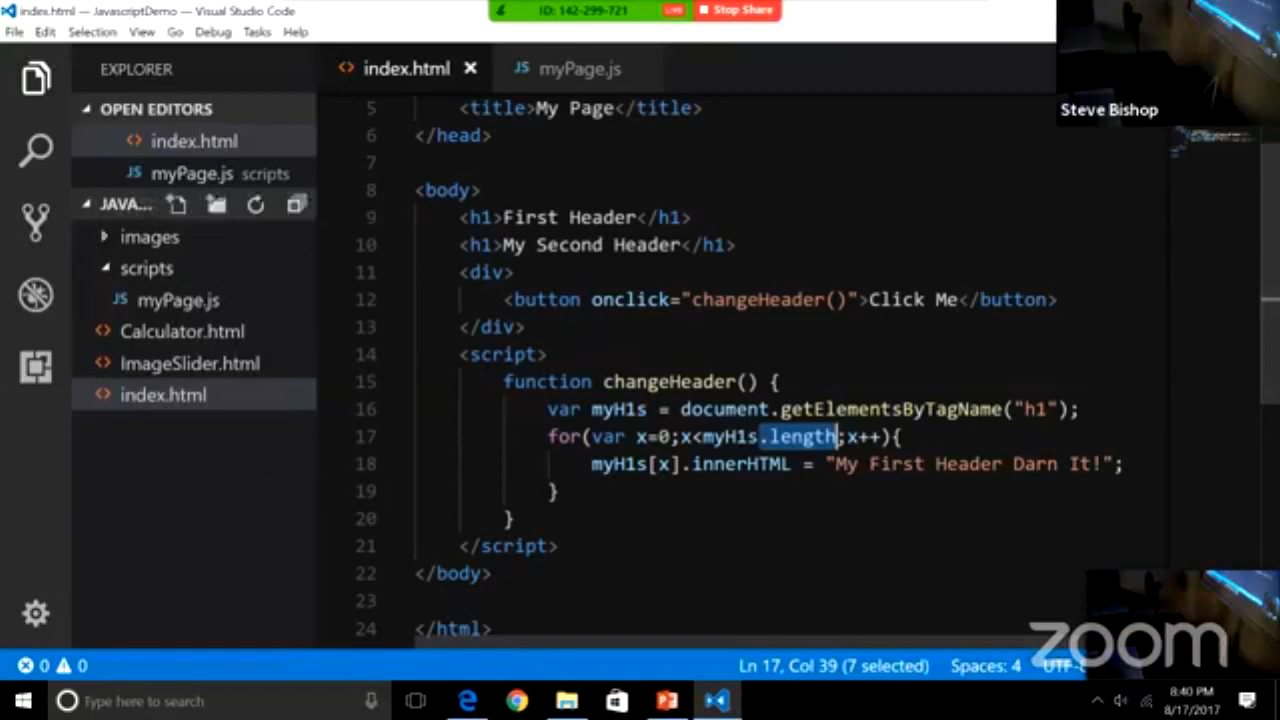 index.html — JavascriptDemo — Visual Studio Code
ID: 142-299-721 LIVE Stop Share
File Edit Selection View Go Debug Tasks Help
Steve Bishop
EXPLORER
OPEN EDITORS
index.html
myPage.js scripts
JAVA...
images
scripts
JS myPage.js
Calculator.html
ImageSlider.html
index.html
index.html JS myPage.js
5 <title>My Page</title>
6 </head>
7
8 <body>
9 <h1>First Header</h1>
10 <h1>My Second Header</h1>
11 <div>
12 <button onclick="changeHeader()">Click Me</button>
13 </div>
14 <script>
15 function changeHeader() {
16 var myH1s = document.getElementsByTagName("h1");
17 for(var x=0;x<myH1s.length;x++){
18 myH1s[x].innerHTML = "My First Header Darn It!";
19 }
20 }
21 </script>
22 </body>
23
24 </html>
zoom
0 0 Ln 17, Col 39 (7 selected) Spaces: 4
Type here to search
8:40 PM
8/17/2017